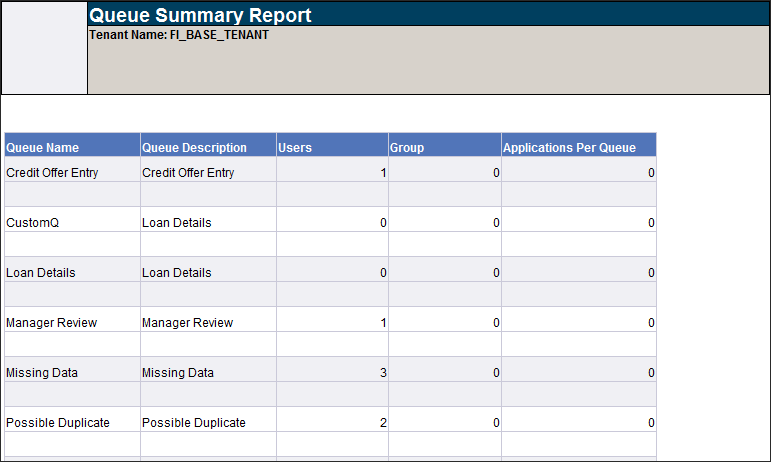 Queue Summary Report
Tenant Name: FI_BASE_TENANT
Queue Name Queue Description Users Group Applications Per Queue
Credit Offer Entry Credit Offer Entry 1 0 0
CustomQ Loan Details 0 0 0
Loan Details Loan Details 0 0 0
Manager Review Manager Review 1 0 0
Missing Data Missing Data 3 0 0
Possible Duplicate Possible Duplicate 2 0 0